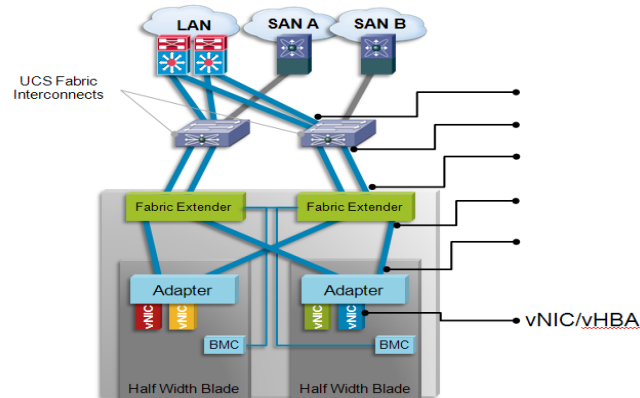 LAN
SAN A
SAN B
UCS Fabric
Interconnects
Fabric Extender
Fabric Extender
Adapter
Adapter
vNIC
vNIC
vNIC
vNIC
vNIC/vHBA
BMC
BMC
Half Width Blade
Half Width Blade